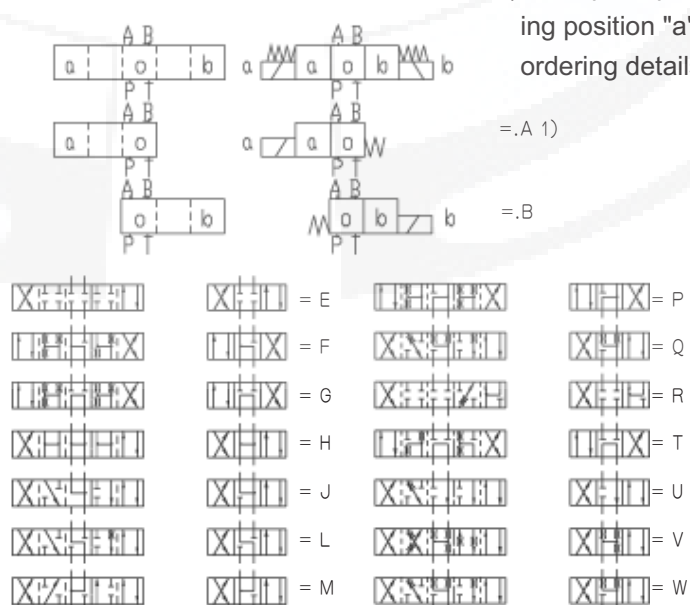 ing position "a"
ordering detail
A B
A B
a o b
a a o b b
P T
P T
A B
A B
=.A 1)
a o
a a o
P T
P T
A B
A B
=.B
o b
o b b
P T
P T
= E
= P
= F
= Q
= G
= R
= H
= T
= J
= U
= L
= V
= M
= W